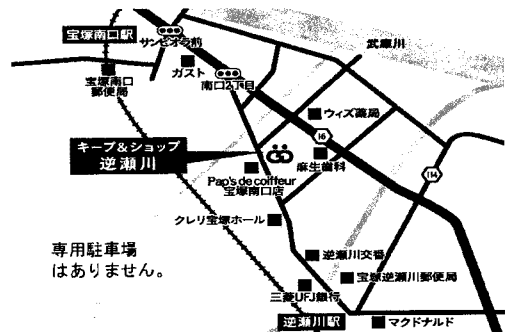 宝塚南口駅
サンビオラ前
武庫川
ガスト
宝塚南口
郵便局
南口2丁目
ウィズ薬局
16
キープ&ショップ
逆瀬川
麻生歯科
114
Pap's de coiffeur
宝塚南口店
クレリ宝塚ホール
専用駐車場
はありません。
逆瀬川交番
宝塚逆瀬川郵便局
三菱UFJ銀行
逆瀬川駅
マクドナルド